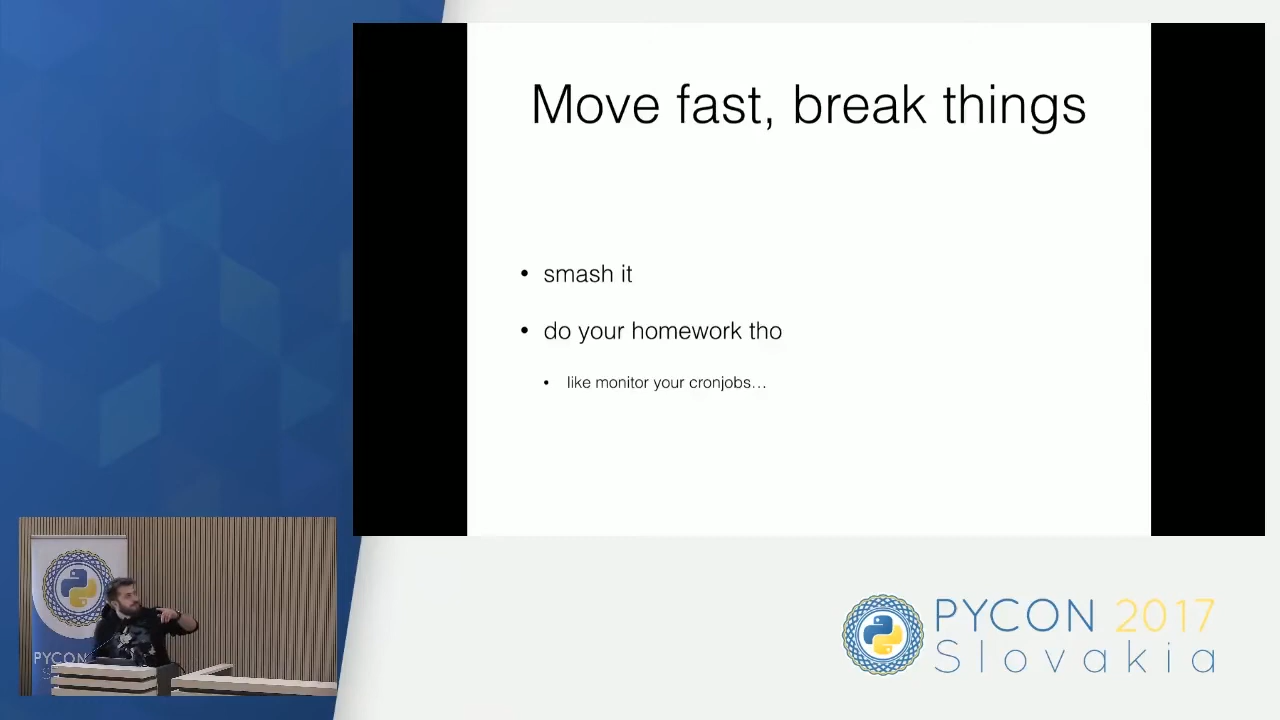 Move fast, break things
• smash it
• do your homework tho
• like monitor your cronjobs…
PYCON
PYCON 2017
Slovakia